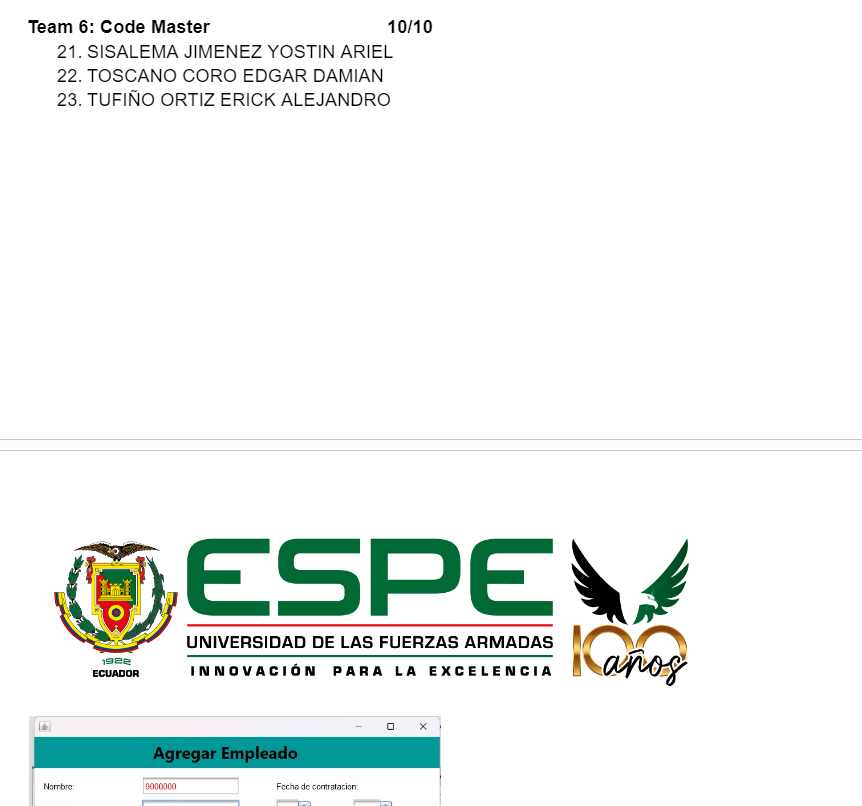 Team 6: Code Master 10/10
21. SISALEMA JIMENEZ YOSTIN ARIEL
22. TOSCANO CORO EDGAR DAMIAN
23. TUFIÑO ORTIZ ERICK ALEJANDRO
ESPE
UNIVERSIDAD DE LAS FUERZAS ARMADAS
INNOVACIÓN PARA LA EXCELENCIA
1922
ECUADOR
100
años
Agregar Empleado
Nombre: 9000000 Fecha de contratacion: